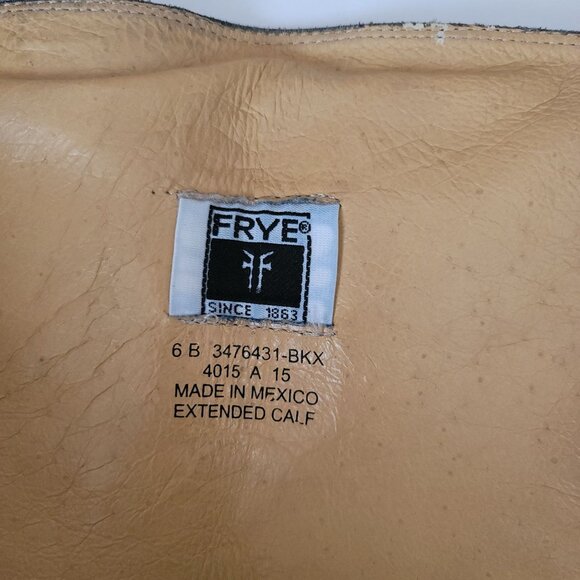 FRYE®
SINCE 1863
6 B 3476431-BKX
4015 A 15
MADE IN MEXICO
EXTENDED CALF